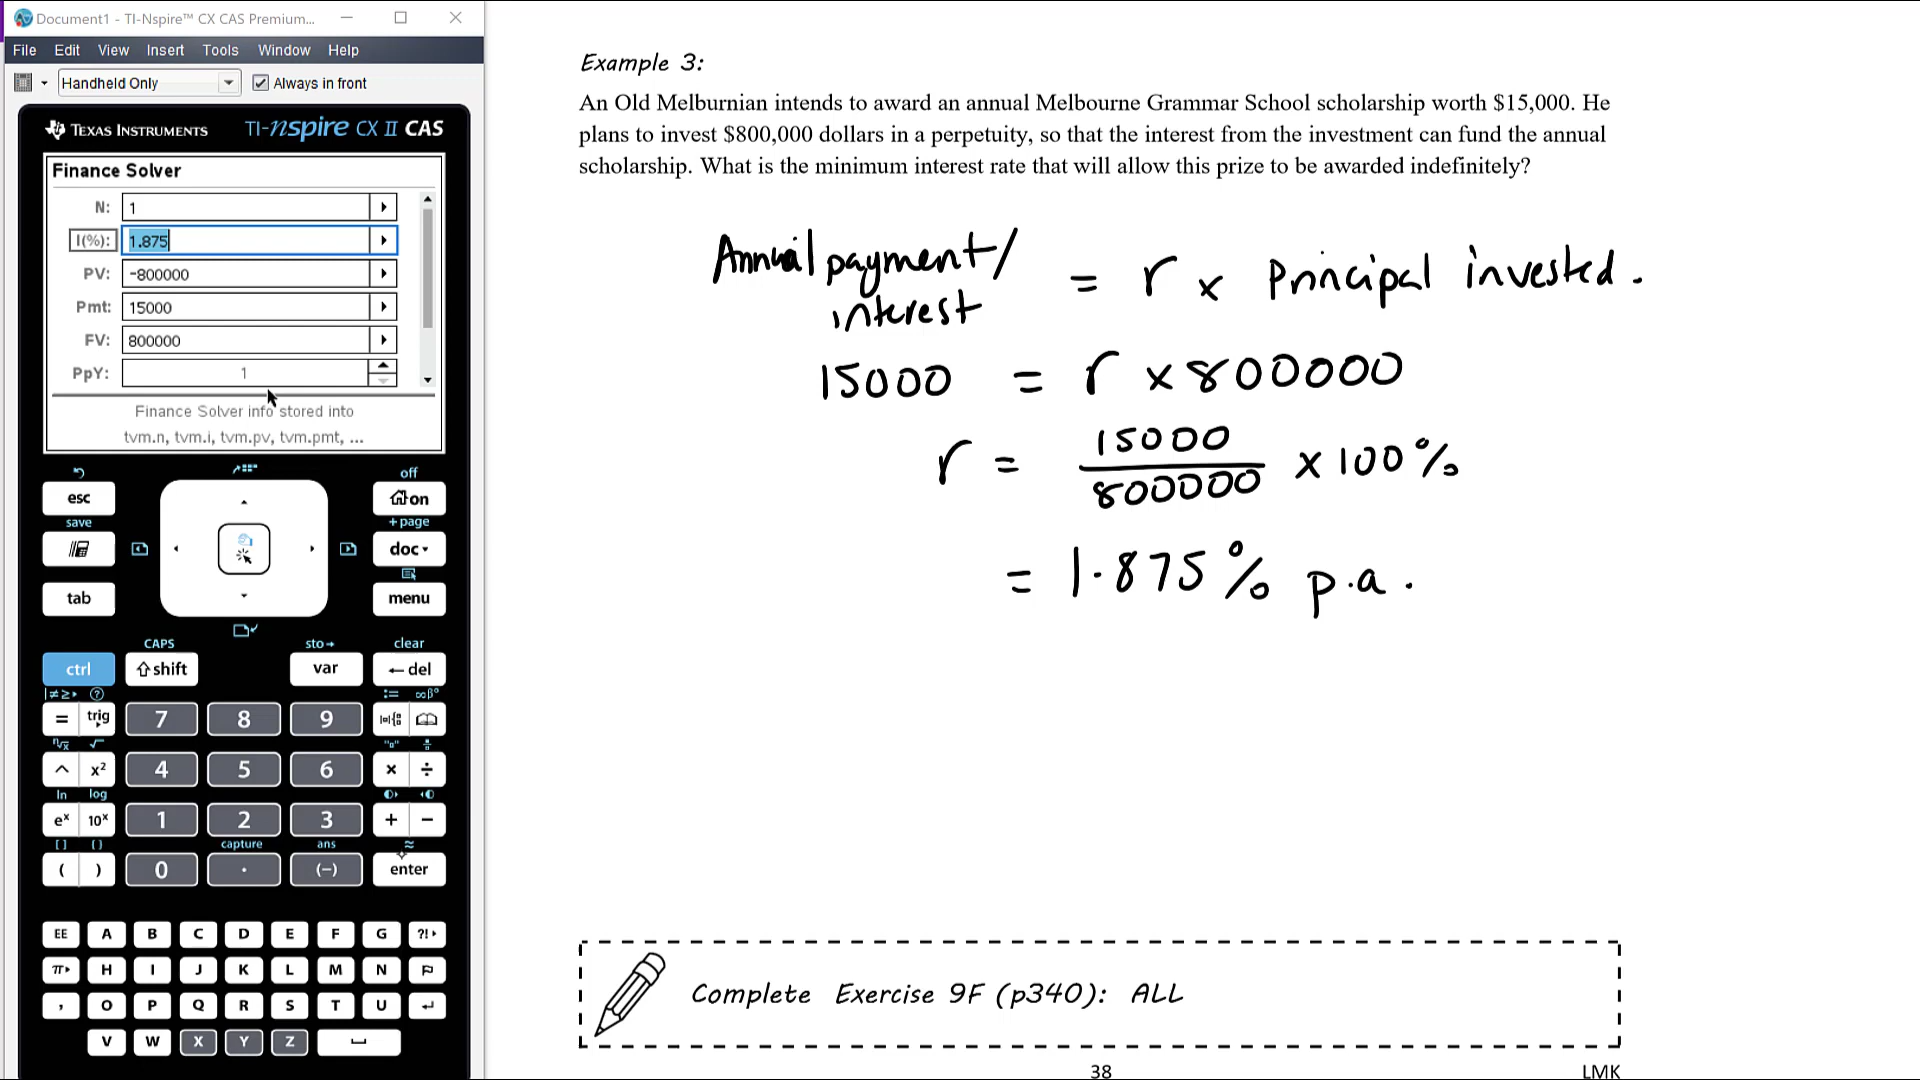 Document1 - TI-Nspire™ CX CAS Premium...
File Edit View Insert Tools Window Help
Handheld Only
Always in front
TEXAS INSTRUMENTS TI-nspire CX II CAS
Finance Solver
N: 1
I(%): 1.875
PV: -800000
Pmt: 15000
FV: 800000
PpY: 1
Finance Solver info stored into
tvm.n, tvm.i, tvm.pv, tvm.pmt, ...
off
esc on
save + page
doc
tab menu
CAPS sto→ clear
ctrl shift var ← del
|≠≥▸ ? := ∞β°
= trig 7 8 9
ⁿ√x √ "▫"
^ x² 4 5 6 × ÷
ln log
eˣ 10ˣ 1 2 3 + −
[ ] ( ) capture ans ≈
( ) 0 . (−) enter
EE A B C D E F G ?!▸
π▸ H I J K L M N
, O P Q R S T U ↵
V W X Y Z
Example 3:
An Old Melburnian intends to award an annual Melbourne Grammar School scholarship worth $15,000. He
plans to invest $800,000 dollars in a perpetuity, so that the interest from the investment can fund the annual
scholarship. What is the minimum interest rate that will allow this prize to be awarded indefinitely?
Annual payment/
interest = r × Principal invested.
15000 = r × 800000
r = 15000/800000 × 100%
= 1.875% p.a.
Complete Exercise 9F (p340): ALL
38 LMK